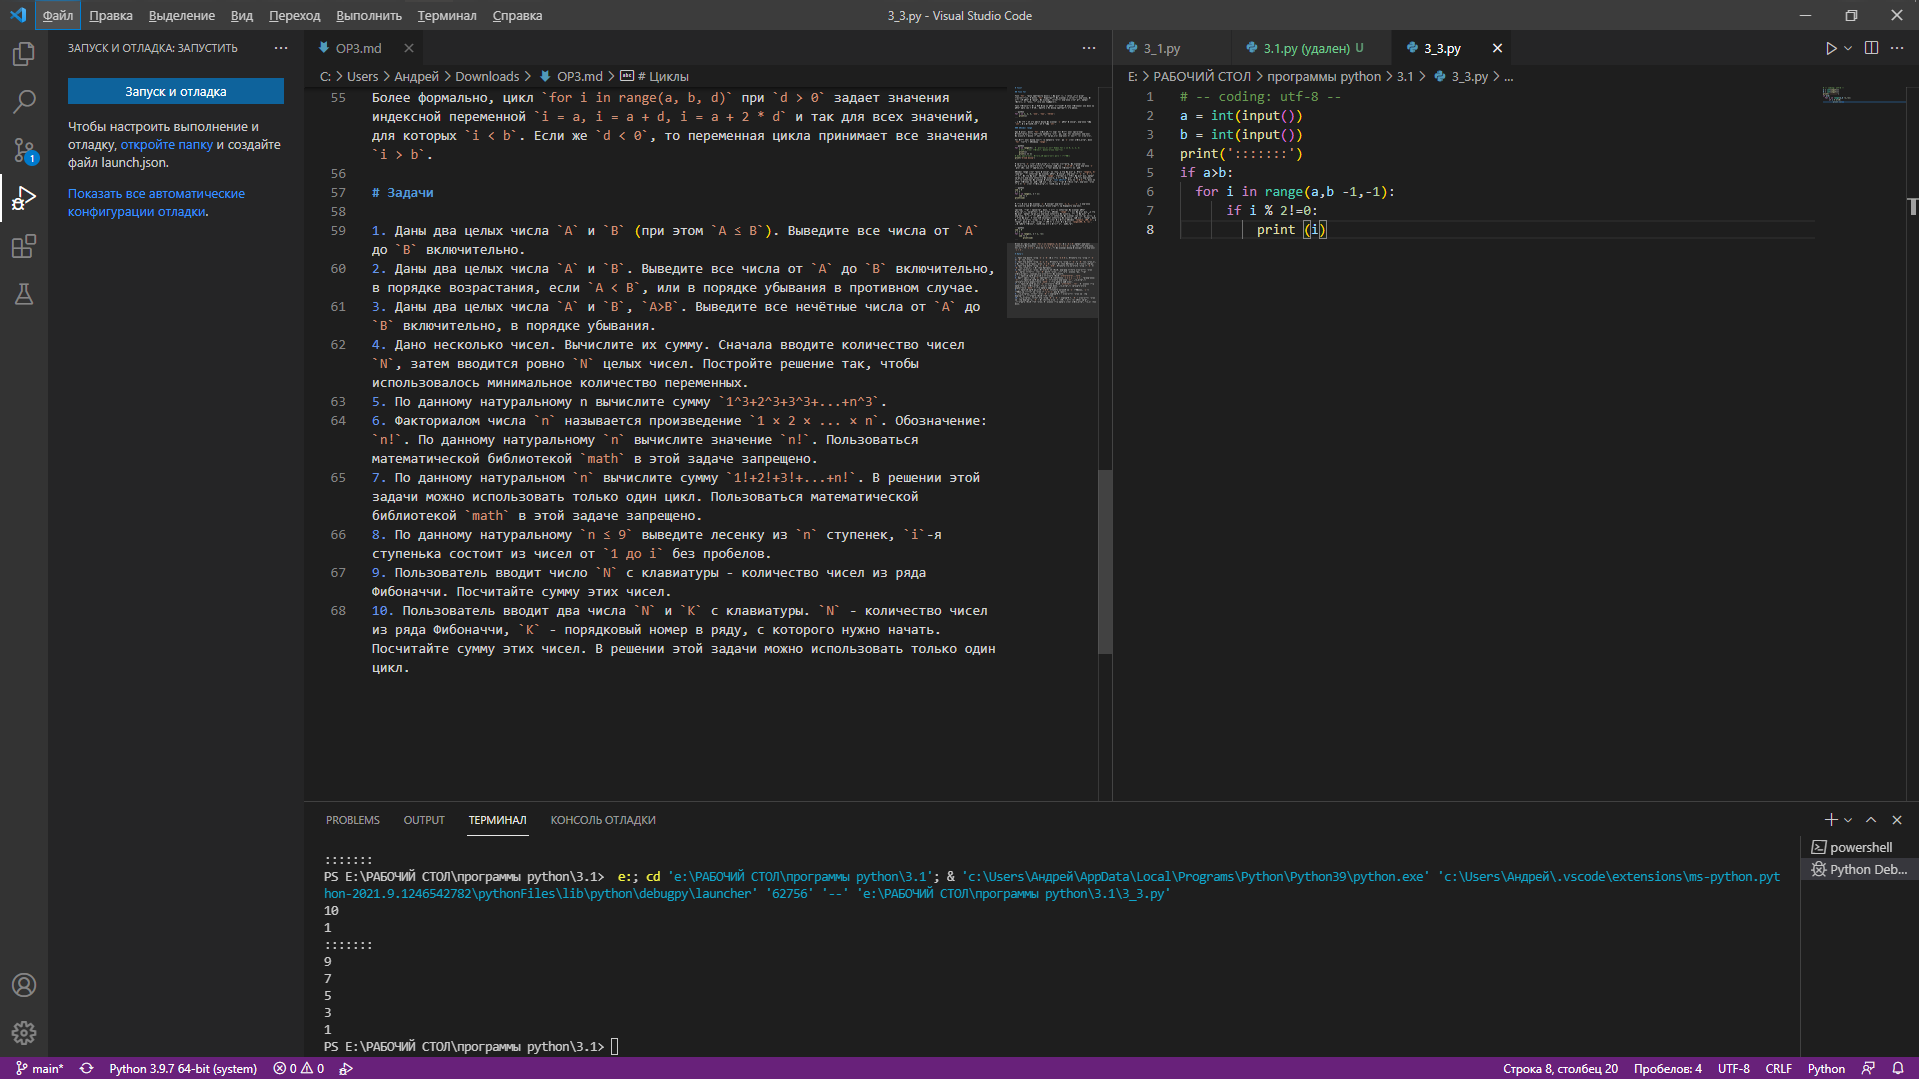 Файл Правка Выделение Вид Переход Выполнить Терминал Справка
3_3.py - Visual Studio Code
ЗАПУСК И ОТЛАДКА: ЗАПУСТИТЬ
Запуск и отладка
Чтобы настроить выполнение и
отладку, откройте папку и создайте
файл launch.json.
Показать все автоматические
конфигурации отладки.
1
OP3.md
C: > Users > Андрей > Downloads > OP3.md > # Циклы
55 Более формально, цикл `for i in range(a, b, d)` при `d > 0` задает значения
индексной переменной `i = a, i = a + d, i = a + 2 * d` и так для всех значений,
для которых `i < b`. Если же `d < 0`, то переменная цикла принимает все значения
`i > b`.
56
57 # Задачи
58
59 1. Даны два целых числа `A` и `B` (при этом `A ≤ B`). Выведите все числа от `A`
до `B` включительно.
60 2. Даны два целых числа `A` и `B`. Выведите все числа от `A` до `B` включительно,
в порядке возрастания, если `A < B`, или в порядке убывания в противном случае.
61 3. Даны два целых числа `A` и `B`, `A>B`. Выведите все нечётные числа от `A` до
`B` включительно, в порядке убывания.
62 4. Дано несколько чисел. Вычислите их сумму. Сначала вводите количество чисел
`N`, затем вводится ровно `N` целых чисел. Постройте решение так, чтобы
использовалось минимальное количество переменных.
63 5. По данному натуральному n вычислите сумму `1^3+2^3+3^3+...+n^3`.
64 6. Факториалом числа `n` называется произведение `1 × 2 × ... × n`. Обозначение:
`n!`. По данному натуральному `n` вычислите значение `n!`. Пользоваться
математической библиотекой `math` в этой задаче запрещено.
65 7. По данному натуральном `n` вычислите сумму `1!+2!+3!+...+n!`. В решении этой
задачи можно использовать только один цикл. Пользоваться математической
библиотекой `math` в этой задаче запрещено.
66 8. По данному натуральному `n ≤ 9` выведите лесенку из `n` ступенек, `i`-я
ступенька состоит из чисел от `1 до i` без пробелов.
67 9. Пользователь вводит число `N` с клавиатуры - количество чисел из ряда
Фибоначчи. Посчитайте сумму этих чисел.
68 10. Пользователь вводит два числа `N` и `K` с клавиатуры. `N` - количество чисел
из ряда Фибоначчи, `K` - порядковый номер в ряду, с которого нужно начать.
Посчитайте сумму этих чисел. В решении этой задачи можно использовать только один
цикл.
3_1.py 3.1.py (удален) U 3_3.py
E: > РАБОЧИЙ СТОЛ > программы python > 3.1 > 3_3.py > ...
1 # -- coding: utf-8 --
2 a = int(input())
3 b = int(input())
4 print(':::::::')
5 if a>b:
6 for i in range(a,b -1,-1):
7 if i % 2!=0:
8 print (i)
PROBLEMS OUTPUT ТЕРМИНАЛ КОНСОЛЬ ОТЛАДКИ
:::::::
PS E:\РАБОЧИЙ СТОЛ\программы python\3.1> e:; cd 'e:\РАБОЧИЙ СТОЛ\программы python\3.1'; & 'c:\Users\Андрей\AppData\Local\Programs\Python\Python39\python.exe' 'c:\Users\Андрей\.vscode\extensions\ms-python.pyt
hon-2021.9.1246542782\pythonFiles\lib\python\debugpy\launcher' '62756' '--' 'e:\РАБОЧИЙ СТОЛ\программы python\3.1\3_3.py'
10
1
:::::::
9
7
5
3
1
PS E:\РАБОЧИЙ СТОЛ\программы python\3.1>
powershell
Python Deb...
main* Python 3.9.7 64-bit (system) 0 0
Строка 8, столбец 20 Пробелов: 4 UTF-8 CRLF Python